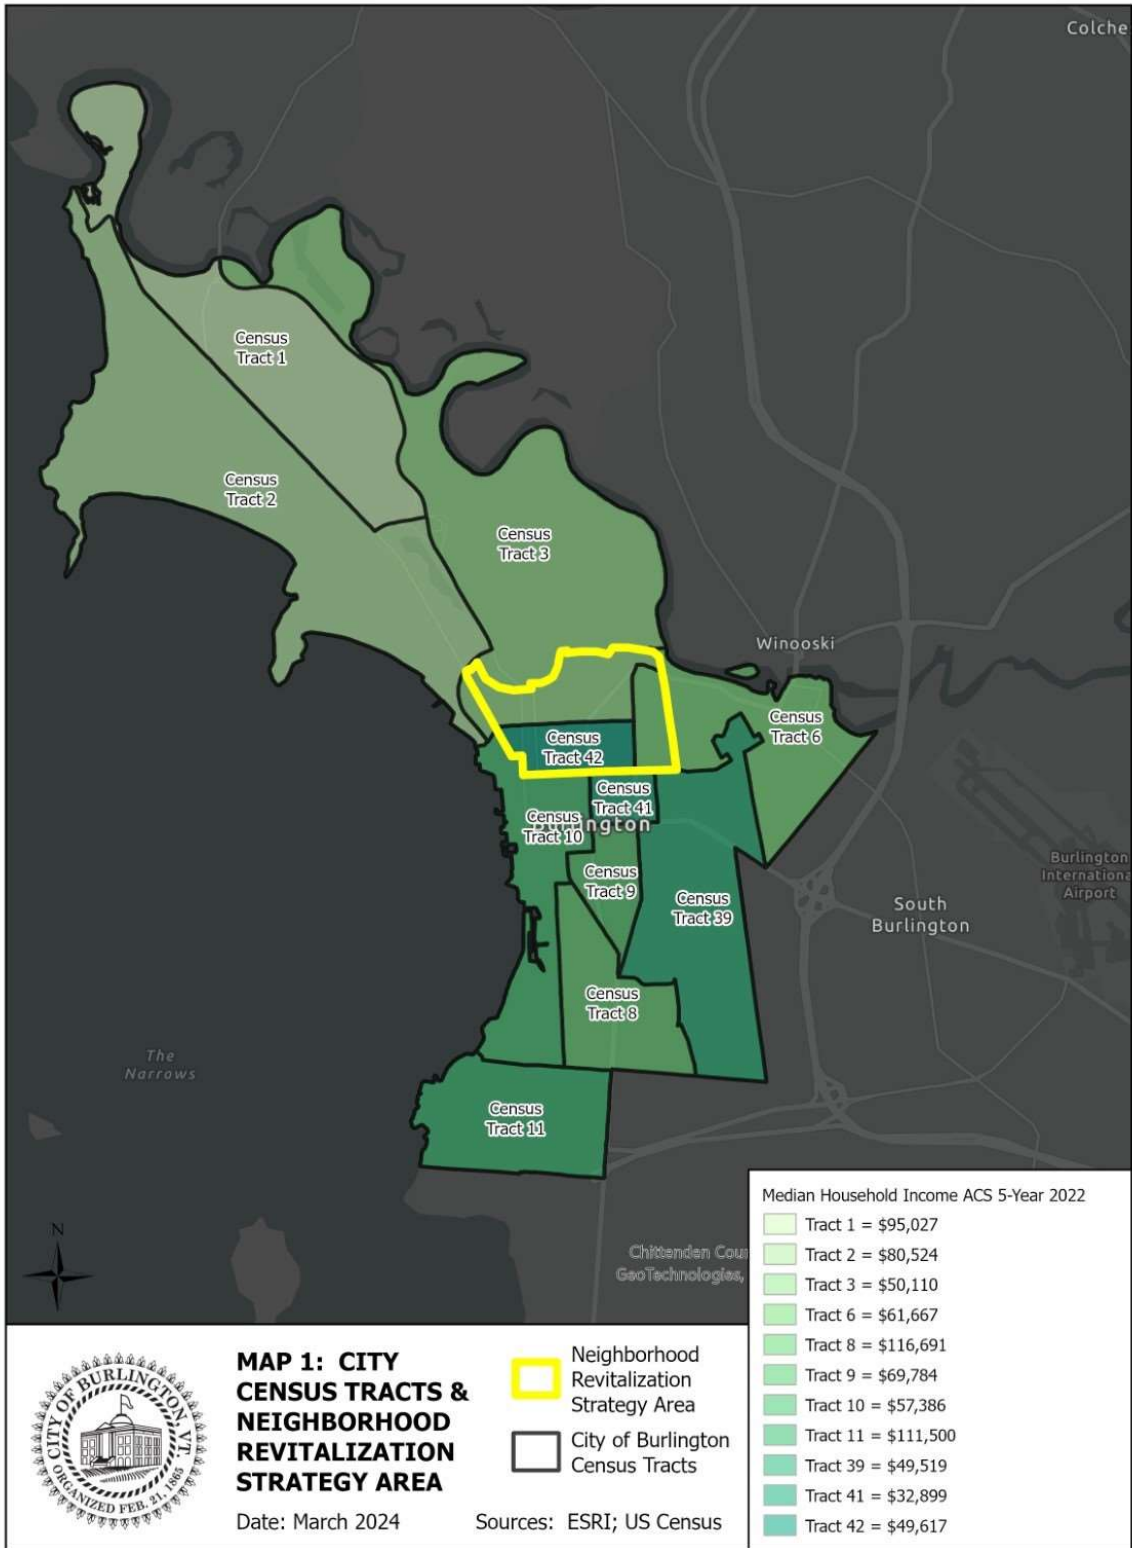 Colche
Census
Tract 1
Census
Tract 2
Census
Tract 3
Winooski
Census
Tract 6
Census
Tract 42
Census
Tract 41
Burlington
Census
Tract 10
Census
Tract 9
Census
Tract 39
Burlington
Internationa
Airport
South
Burlington
Census
Tract 8
The
Narrows
Census
Tract 11
N
Chittenden Cou
GeoTechnologies,
Median Household Income ACS 5-Year 2022
Tract 1 = $95,027
Tract 2 = $80,524
Tract 3 = $50,110
Tract 6 = $61,667
Tract 8 = $116,691
Tract 9 = $69,784
Tract 10 = $57,386
Tract 11 = $111,500
Tract 39 = $49,519
Tract 41 = $32,899
Tract 42 = $49,617
CITY OF BURLINGTON, VT.
ORGANIZED FEB. 21, 1865
MAP 1: CITY
CENSUS TRACTS &
NEIGHBORHOOD
REVITALIZATION
STRATEGY AREA
Date: March 2024
Neighborhood
Revitalization
Strategy Area
City of Burlington
Census Tracts
Sources: ESRI; US Census